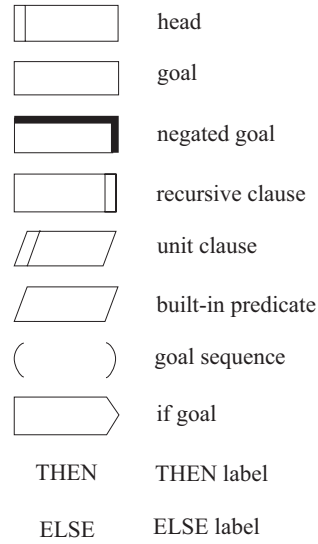 head
goal
negated goal
recursive clause
unit clause
built-in predicate
goal sequence
if goal
THEN THEN label
ELSE ELSE label